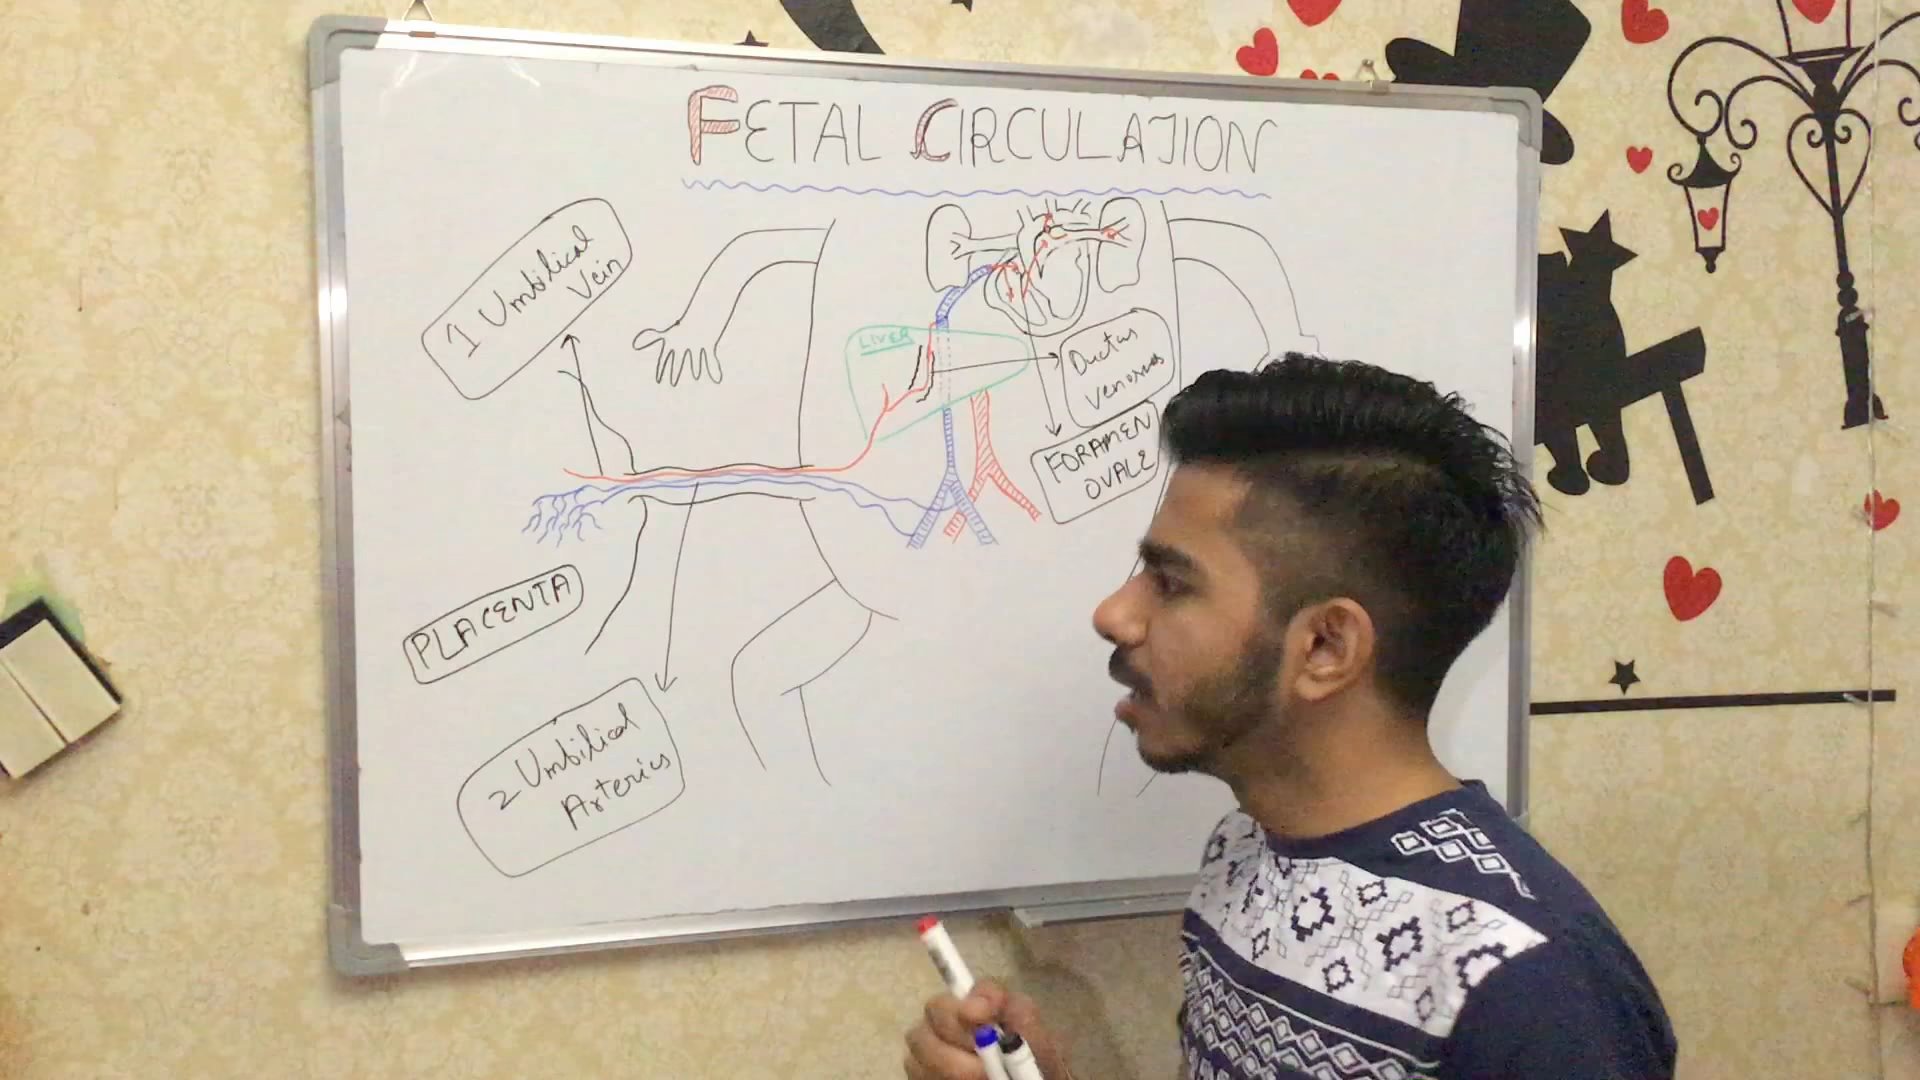 FETAL CIRCULATION
1 Umbilical
Vein
LIVER
Ductus
venosus
FORAMEN
OVALE
PLACENTA
2 Umbilical
Arteries